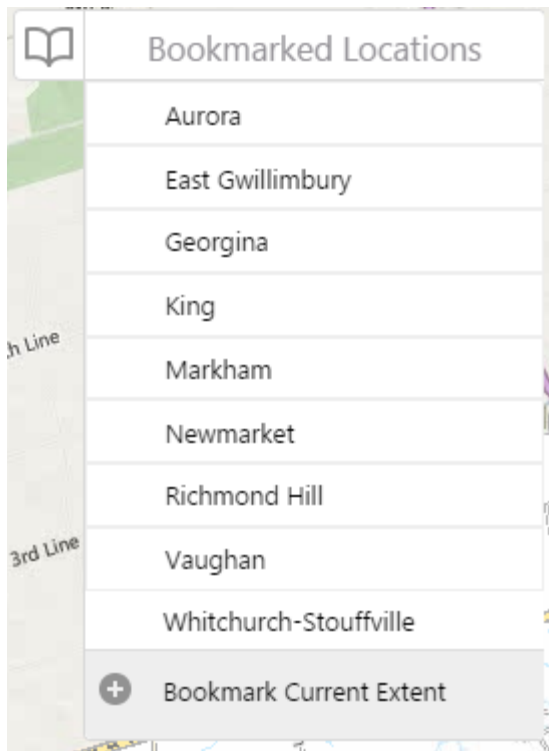 Bookmarked Locations
Aurora
East Gwillimbury
Georgina
King
Markham
Newmarket
Richmond Hill
Vaughan
Whitchurch-Stouffville
Bookmark Current Extent
Line
3rd Line